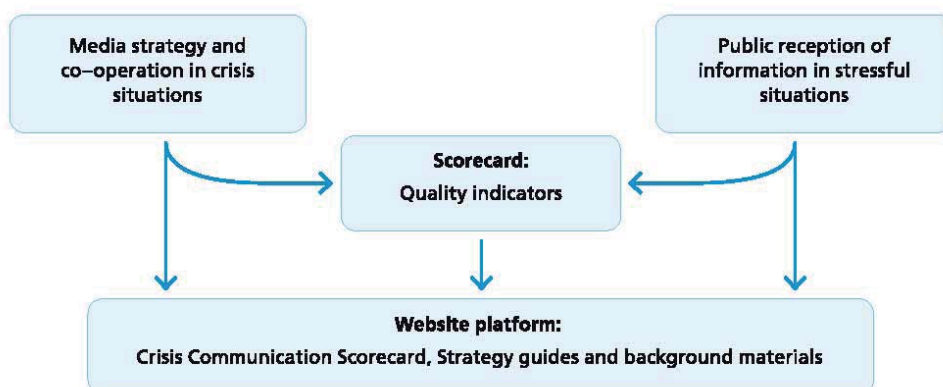 Media strategy and
co-operation in crisis
situations
Public reception of
information in stressful
situations
Scorecard:
Quality indicators
Website platform:
Crisis Communication Scorecard, Strategy guides and background materials